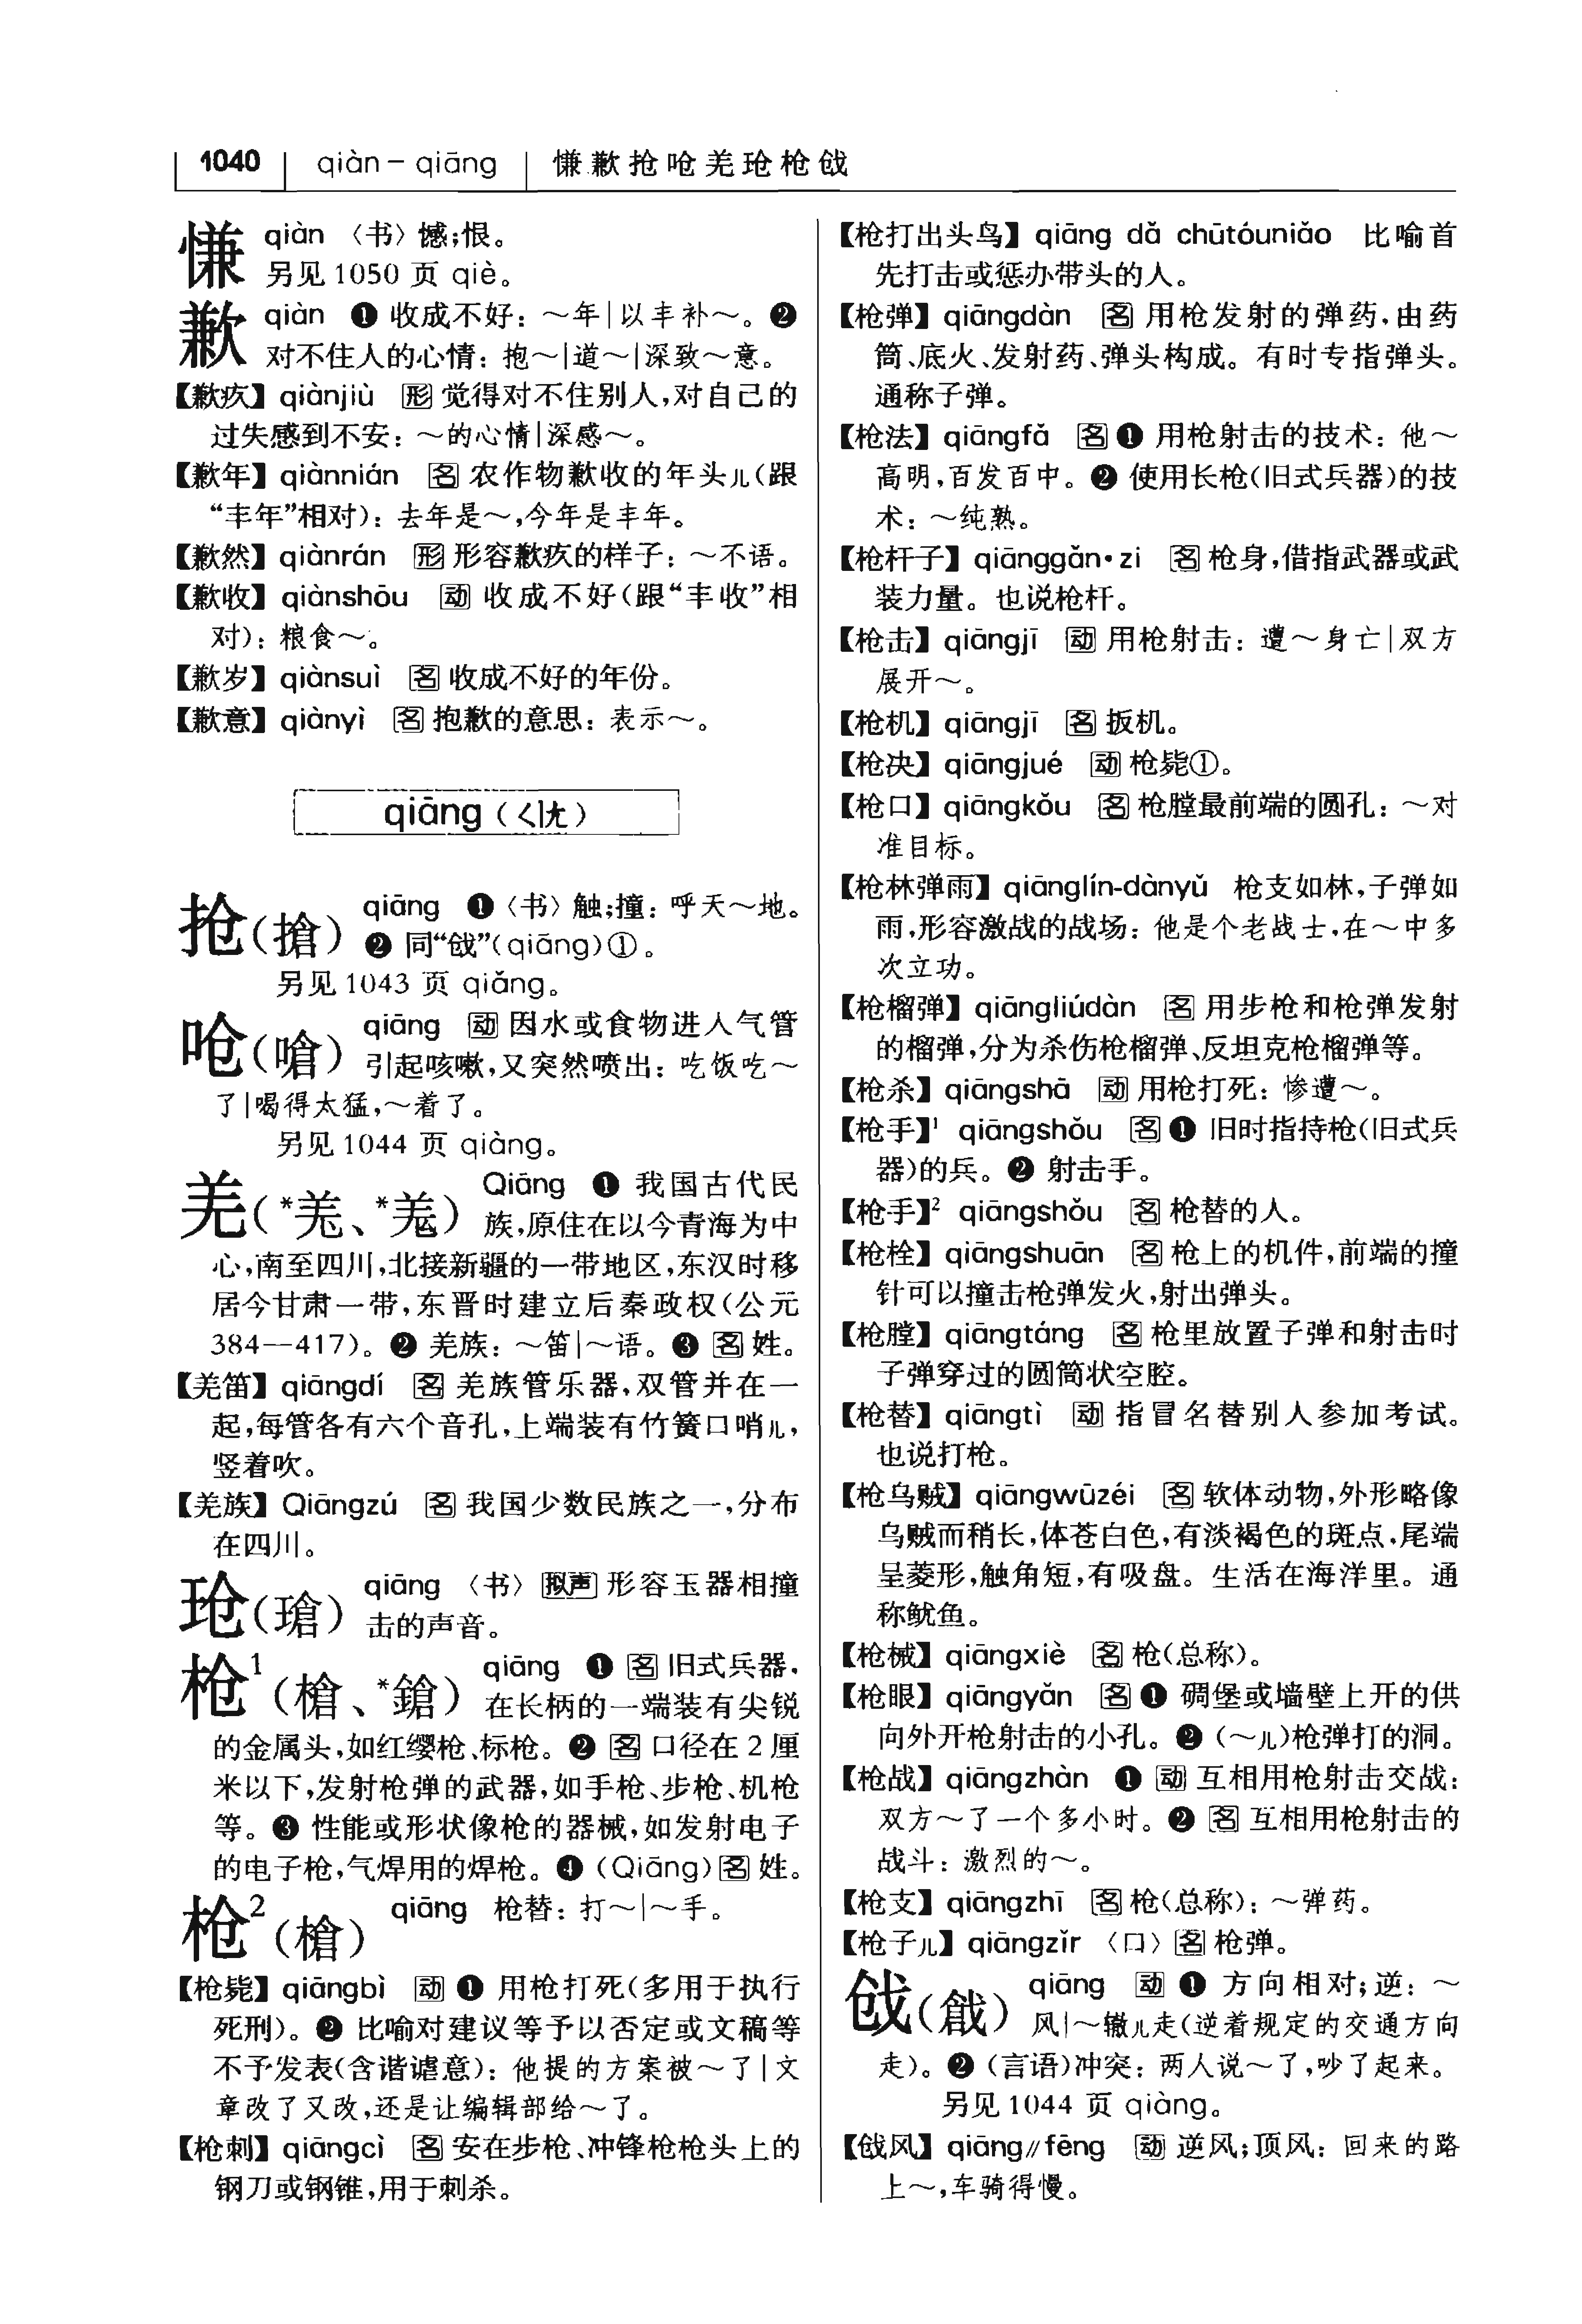 1040 qiàn－qiāng 慊歉抢呛羌玱枪戗
慊 qiàn 〈书〉憾;恨。
另见1050 页 qiè。
歉 qiàn ❶ 收成不好：～年|以丰补～。❷
对不住人的心情：抱～|道～|深致～意。
【歉疚】qiànjiù 形 觉得对不住别人,对自己的
过失感到不安：～的心情|深感～。
【歉年】qiànnián 名 农作物歉收的年头儿(跟
“丰年”相对)：去年是～,今年是丰年。
【歉然】qiànrán 形 形容歉疚的样子：～不语。
【歉收】qiànshōu 动 收成不好(跟“丰收”相
对)：粮食～。
【歉岁】qiànsuì 名 收成不好的年份。
【歉意】qiànyì 名 抱歉的意思：表示～。
qiāng (ㄑㄧㄤ)
抢(搶) qiāng ❶〈书〉触;撞：呼天～地。
❷ 同“戗”(qiāng)①。
另见1043 页 qiǎng。
呛(嗆) qiāng 动 因水或食物进入气管
引起咳嗽,又突然喷出：吃饭吃～
了|喝得太猛,～着了。
另见1044 页 qiàng。
羌(*羗、*羌) Qiāng ❶ 我国古代民
族,原住在以今青海为中
心,南至四川,北接新疆的一带地区,东汉时移
居今甘肃一带,东晋时建立后秦政权(公元
384—417)。❷ 羌族：～笛|～语。❸ 名 姓。
【羌笛】qiāngdí 名 羌族管乐器,双管并在一
起,每管各有六个音孔,上端装有竹簧口哨儿,
竖着吹。
【羌族】Qiāngzú 名 我国少数民族之一,分布
在四川。
玱(瑲) qiāng 〈书〉拟声 形容玉器相撞
击的声音。
枪¹(槍、*鎗) qiāng ❶ 名 旧式兵器,
在长柄的一端装有尖锐
的金属头,如红缨枪、标枪。❷ 名 口径在2厘
米以下,发射枪弹的武器,如手枪、步枪、机枪
等。❸ 性能或形状像枪的器械,如发射电子
的电子枪,气焊用的焊枪。❹ (Qiāng) 名 姓。
枪²(槍) qiāng 枪替：打～|～手。
【枪毙】qiāngbì 动 ❶ 用枪打死(多用于执行
死刑)。❷ 比喻对建议等予以否定或文稿等
不予发表(含谐谑意)：他提的方案被～了|文
章改了又改,还是让编辑部给～了。
【枪刺】qiāngcì 名 安在步枪、冲锋枪枪头上的
钢刀或钢锥,用于刺杀。
【枪打出头鸟】qiāng dǎ chūtóuniǎo 比喻首
先打击或惩办带头的人。
【枪弹】qiāngdàn 名 用枪发射的弹药,由药
筒、底火、发射药、弹头构成。有时专指弹头。
通称子弹。
【枪法】qiāngfǎ 名 ❶ 用枪射击的技术：他～
高明,百发百中。❷ 使用长枪(旧式兵器)的技
术：～纯熟。
【枪杆子】qiānggǎn·zi 名 枪身,借指武器或武
装力量。也说枪杆。
【枪击】qiāngjī 动 用枪射击：遭～身亡|双方
展开～。
【枪机】qiāngjī 名 扳机。
【枪决】qiāngjué 动 枪毙①。
【枪口】qiāngkǒu 名 枪膛最前端的圆孔：～对
准目标。
【枪林弹雨】qiānglín-dànyǔ 枪支如林,子弹如
雨,形容激战的战场：他是个老战士,在～中多
次立功。
【枪榴弹】qiāngliúdàn 名 用步枪和枪弹发射
的榴弹,分为杀伤枪榴弹、反坦克枪榴弹等。
【枪杀】qiāngshā 动 用枪打死：惨遭～。
【枪手】¹ qiāngshǒu 名 ❶ 旧时指持枪(旧式兵
器)的兵。❷ 射击手。
【枪手】² qiāngshǒu 名 枪替的人。
【枪栓】qiāngshuān 名 枪上的机件,前端的撞
针可以撞击枪弹发火,射出弹头。
【枪膛】qiāngtáng 名 枪里放置子弹和射击时
子弹穿过的圆筒状空腔。
【枪替】qiāngtì 动 指冒名替别人参加考试。
也说打枪。
【枪乌贼】qiāngwūzéi 名 软体动物,外形略像
乌贼而稍长,体苍白色,有淡褐色的斑点,尾端
呈菱形,触角短,有吸盘。生活在海洋里。通
称鱿鱼。
【枪械】qiāngxiè 名 枪(总称)。
【枪眼】qiāngyǎn 名 ❶ 碉堡或墙壁上开的供
向外开枪射击的小孔。❷ (～儿)枪弹打的洞。
【枪战】qiāngzhàn ❶ 动 互相用枪射击交战：
双方～了一个多小时。❷ 名 互相用枪射击的
战斗：激烈的～。
【枪支】qiāngzhī 名 枪(总称)：～弹药。
【枪子儿】qiāngzǐr 〈口〉名 枪弹。
戗(戧) qiāng 动 ❶ 方向相对;逆：～
风|～辙儿走(逆着规定的交通方向
走)。❷ (言语)冲突：两人说～了,吵了起来。
另见1044 页 qiàng。
【戗风】qiāng∥fēng 动 逆风;顶风：回来的路
上～,车骑得慢。